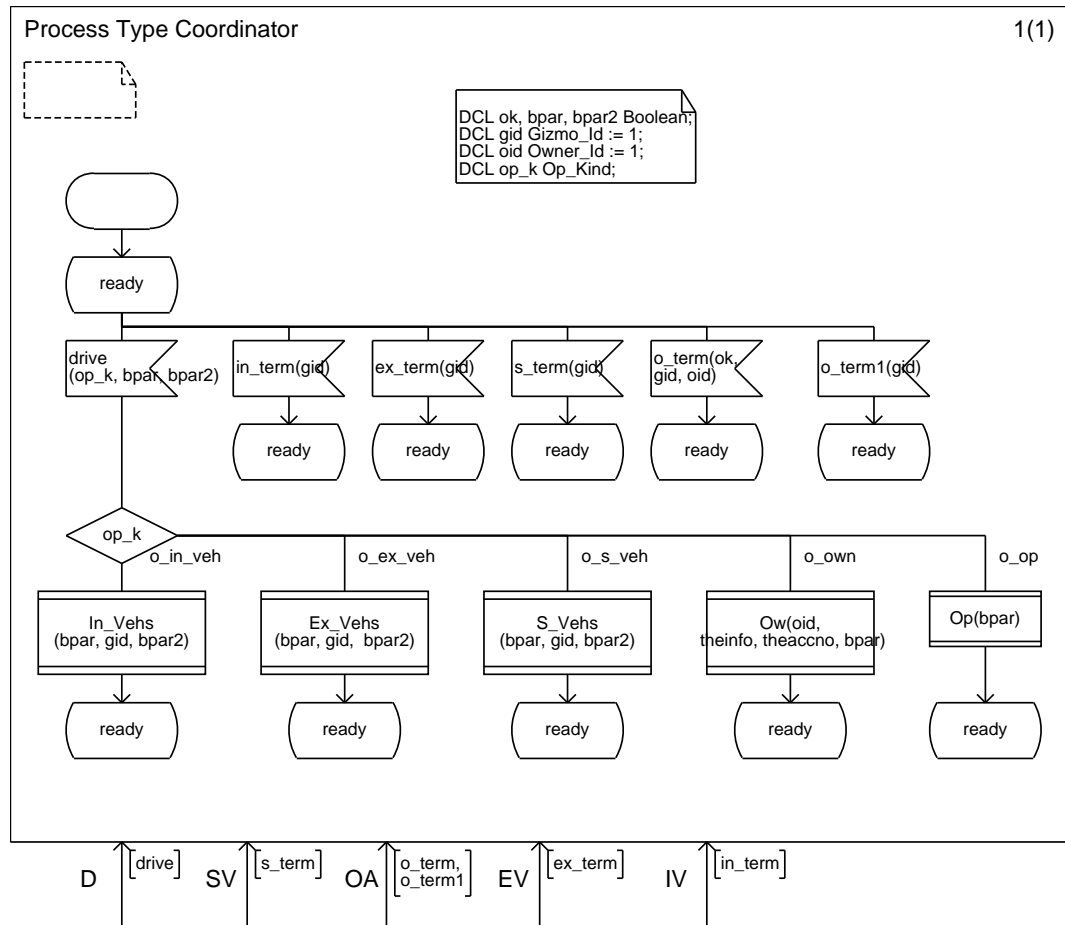 Process Type Coordinator
1(1)
DCL ok, bpar, bpar2 Boolean;
DCL gid Gizmo_Id := 1;
DCL oid Owner_Id := 1;
DCL op_k Op_Kind;
ready
drive
(op_k, bpar, bpar2)
in_term(gid)
ex_term(gid)
s_term(gid)
o_term(ok,
gid, oid)
o_term1(gid)
ready
ready
ready
ready
ready
op_k
o_in_veh
o_ex_veh
o_s_veh
o_own
o_op
In_Vehs
(bpar, gid, bpar2)
Ex_Vehs
(bpar, gid,  bpar2)
S_Vehs
(bpar, gid, bpar2)
Ow(oid,
theinfo, theaccno, bpar)
Op(bpar)
ready
ready
ready
ready
ready
D
[drive]
SV
[s_term]
OA
[o_term,
o_term1]
EV
[ex_term]
IV
[in_term]